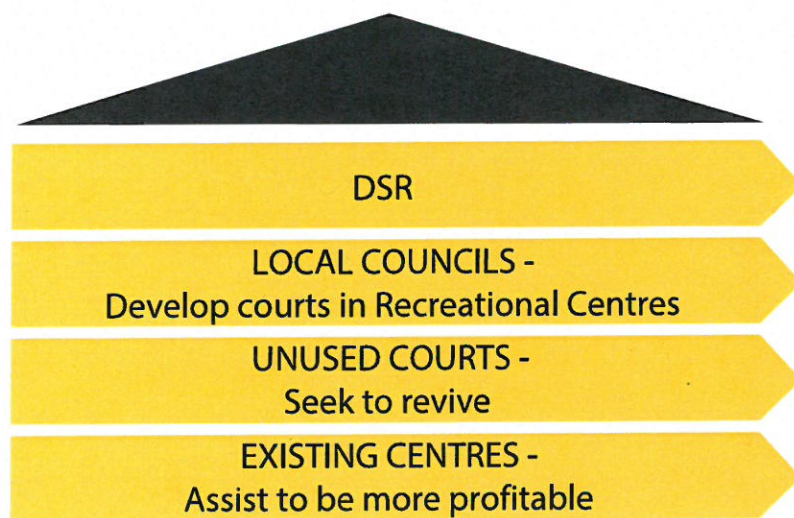 DSR
LOCAL COUNCILS -
Develop courts in Recreational Centres
UNUSED COURTS -
Seek to revive
EXISTING CENTRES -
Assist to be more profitable